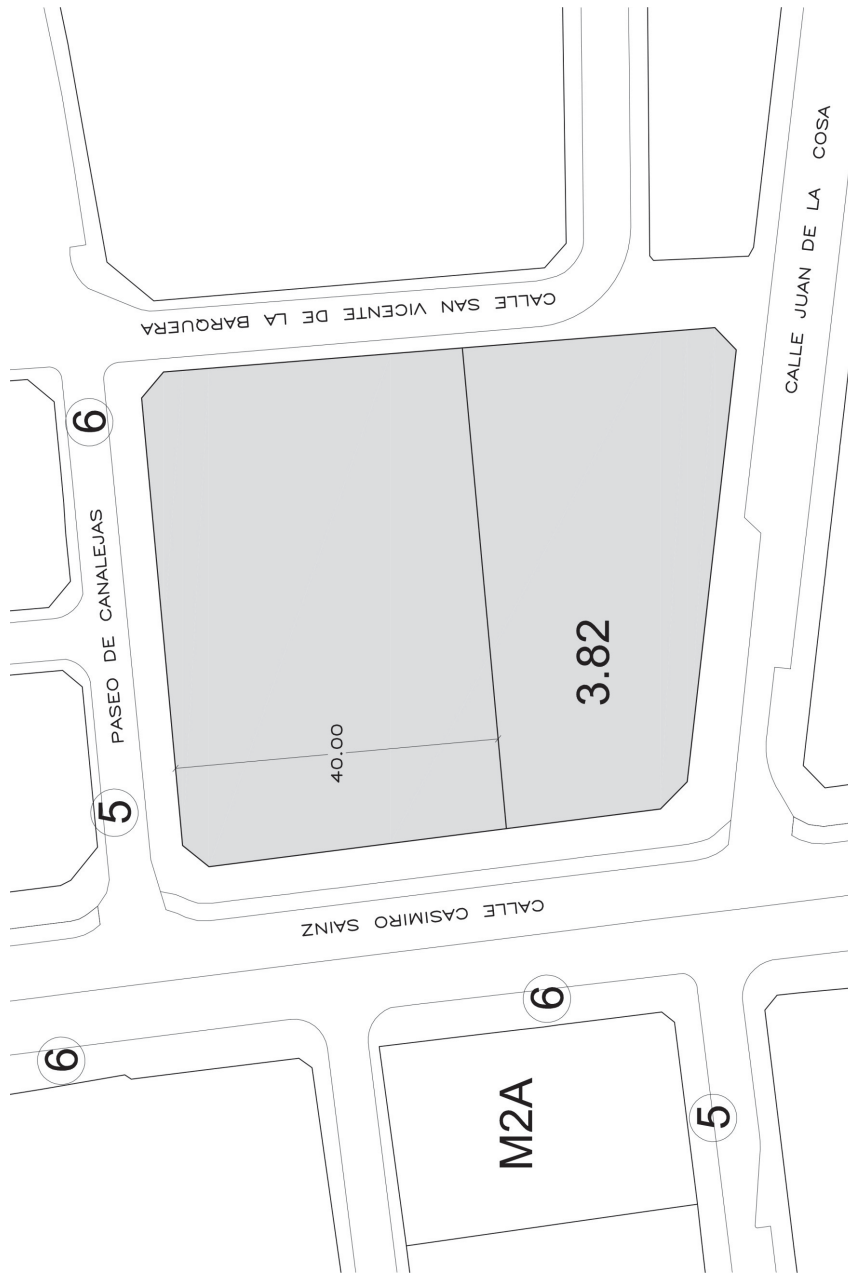 CALLE JUAN DE LA COSA
CALLE SAN VICENTE DE LA BARQUERA
6
PASEO DE CANALEJAS
3.82
40.00
5
CALLE CASIMIRO SAINZ
6
6
M2A
5